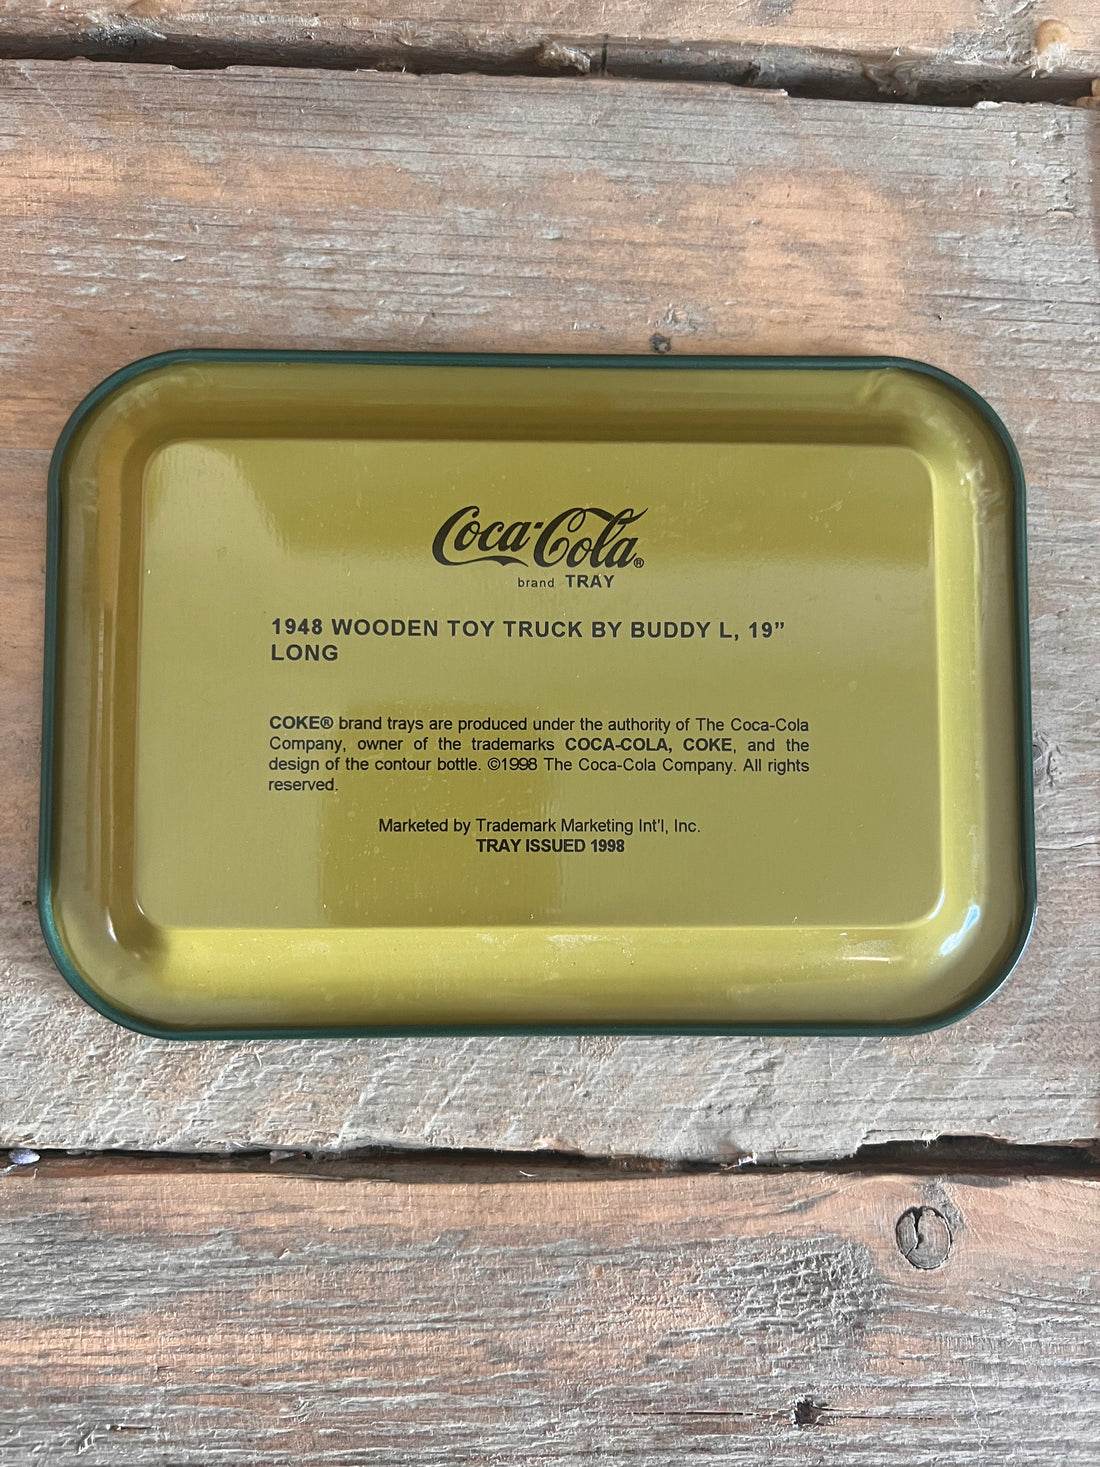 Coca-Cola®
brand TRAY
1948 WOODEN TOY TRUCK BY BUDDY L, 19”
LONG
COKE® brand trays are produced under the authority of The Coca-Cola
Company, owner of the trademarks COCA-COLA, COKE, and the
design of the contour bottle. ©1998 The Coca-Cola Company. All rights
reserved.
Marketed by Trademark Marketing Int'l, Inc.
TRAY ISSUED 1998